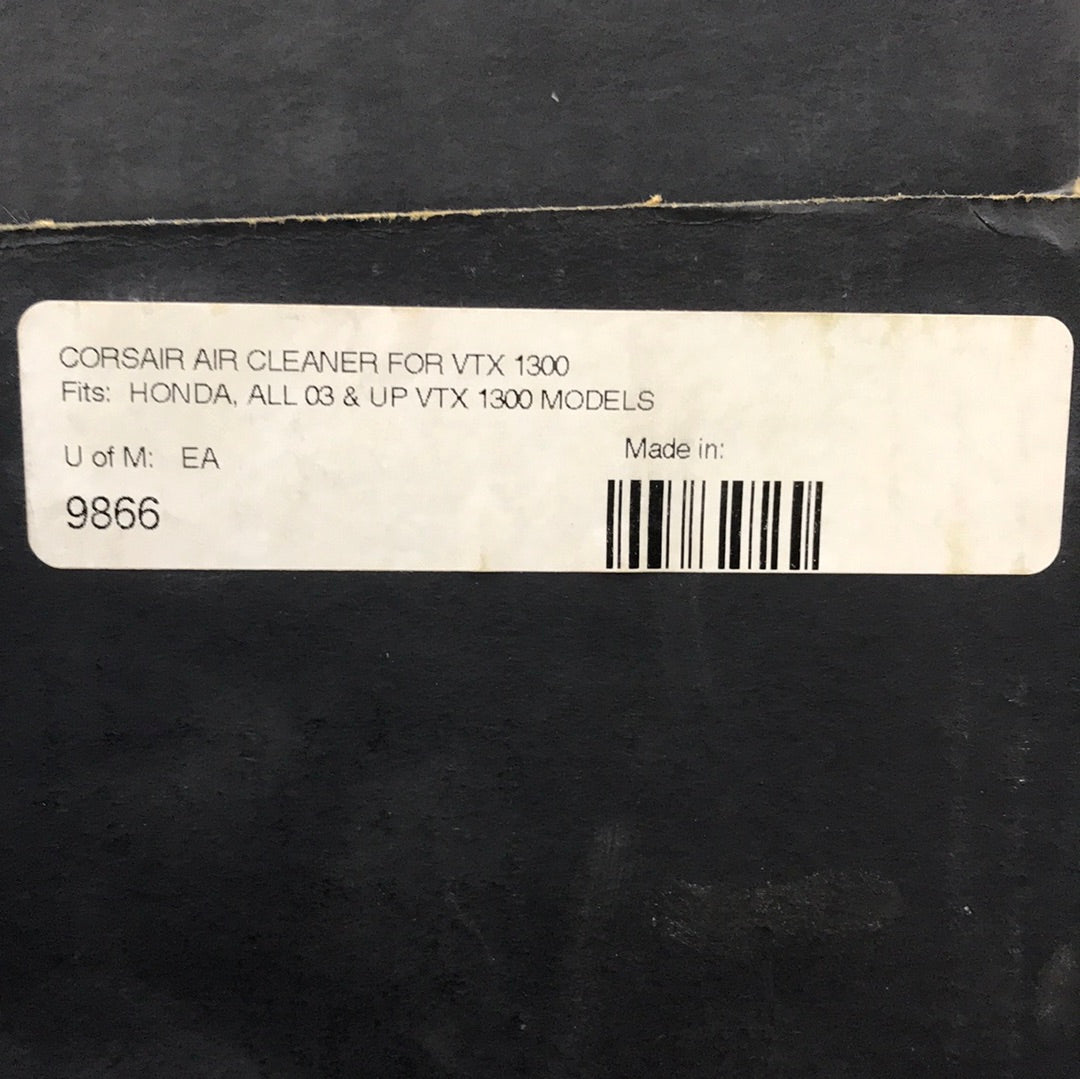 CORSAIR AIR CLEANER FOR VTX 1300
Fits: HONDA, ALL 03 & UP VTX 1300 MODELS
U of M: EA
Made in:
9866